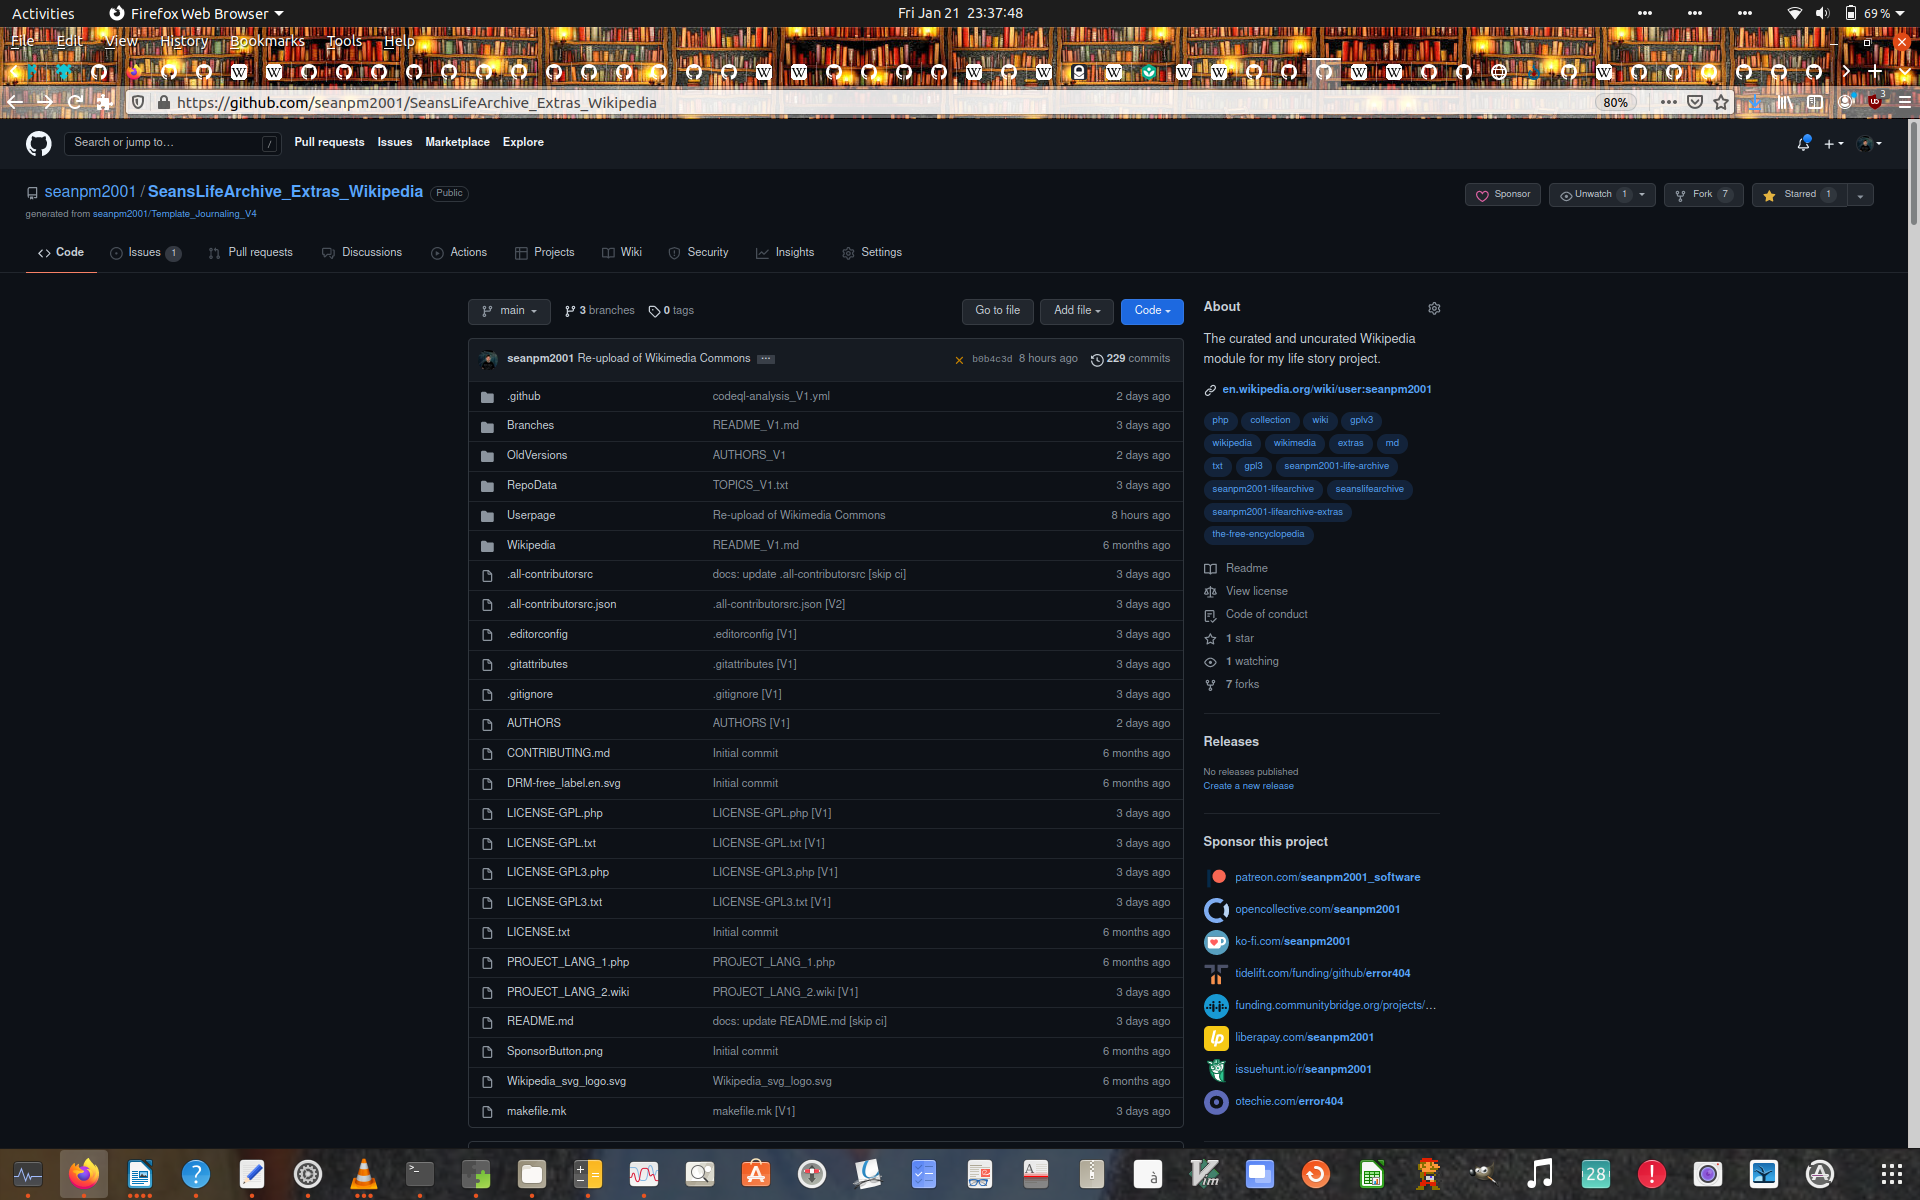 Activities Firefox Web Browser Fri Jan 21 23:37:48 69 %
File Edit View History Bookmarks Tools Help
https://github.com/seanpm2001/SeansLifeArchive_Extras_Wikipedia 80% 3
Search or jump to… / Pull requests Issues Marketplace Explore
seanpm2001 / SeansLifeArchive_Extras_Wikipedia Public
Sponsor Unwatch 1 Fork 7 Starred 1
generated from seanpm2001/Template_Journaling_V4
Code Issues 1 Pull requests Discussions Actions Projects Wiki Security Insights Settings
main 3 branches 0 tags Go to file Add file Code
seanpm2001 Re-upload of Wikimedia Commons b0b4c3d 8 hours ago 229 commits
.github codeql-analysis_V1.yml 2 days ago
Branches README_V1.md 3 days ago
OldVersions AUTHORS_V1 2 days ago
RepoData TOPICS_V1.txt 3 days ago
Userpage Re-upload of Wikimedia Commons 8 hours ago
Wikipedia README_V1.md 6 months ago
.all-contributorsrc docs: update .all-contributorsrc [skip ci] 3 days ago
.all-contributorsrc.json .all-contributorsrc.json [V2] 3 days ago
.editorconfig .editorconfig [V1] 3 days ago
.gitattributes .gitattributes [V1] 3 days ago
.gitignore .gitignore [V1] 3 days ago
AUTHORS AUTHORS [V1] 2 days ago
CONTRIBUTING.md Initial commit 6 months ago
DRM-free_label.en.svg Initial commit 6 months ago
LICENSE-GPL.php LICENSE-GPL.php [V1] 3 days ago
LICENSE-GPL.txt LICENSE-GPL.txt [V1] 3 days ago
LICENSE-GPL3.php LICENSE-GPL3.php [V1] 3 days ago
LICENSE-GPL3.txt LICENSE-GPL3.txt [V1] 3 days ago
LICENSE.txt Initial commit 6 months ago
PROJECT_LANG_1.php PROJECT_LANG_1.php 6 months ago
PROJECT_LANG_2.wiki PROJECT_LANG_2.wiki [V1] 3 days ago
README.md docs: update README.md [skip ci] 3 days ago
SponsorButton.png Initial commit 6 months ago
Wikipedia_svg_logo.svg Wikipedia_svg_logo.svg 6 months ago
makefile.mk makefile.mk [V1] 3 days ago
About
The curated and uncurated Wikipedia
module for my life story project.
en.wikipedia.org/wiki/user:seanpm2001
php collection wiki gplv3
wikipedia wikimedia extras md
txt gpl3 seanpm2001-life-archive
seanpm2001-lifearchive seanslifearchive
seanpm2001-lifearchive-extras
the-free-encyclopedia
Readme
View license
Code of conduct
1 star
1 watching
7 forks
Releases
No releases published
Create a new release
Sponsor this project
patreon.com/seanpm2001_software
opencollective.com/seanpm2001
ko-fi.com/seanpm2001
tidelift.com/funding/github/error404
funding.communitybridge.org/projects/…
liberapay.com/seanpm2001
issuehunt.io/r/seanpm2001
otechie.com/error404
28